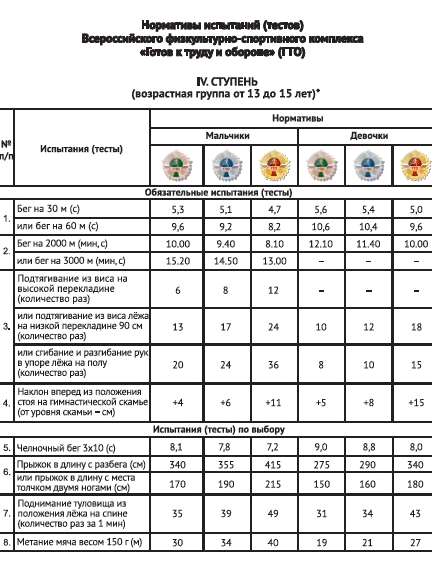 Нормативы испытаний (тестов)
Всероссийского физкультурно-спортивного комплекса
«Готов к труду и обороне» (ГТО)
IV. СТУПЕНЬ
(возрастная группа от 13 до 15 лет)*
№ п/п Испытания (тесты) Нормативы
Мальчики Девочки
Обязательные испытания (тесты)
1. Бег на 30 м (с) 5,3 5,1 4,7 5,6 5,4 5,0
или бег на 60 м (с) 9,6 9,2 8,2 10,6 10,4 9,6
2. Бег на 2000 м (мин, с) 10.00 9.40 8.10 12.10 11.40 10.00
или бег на 3000 м (мин, с) 15.20 14.50 13.00 – – –
3. Подтягивание из виса на
высокой перекладине
(количество раз) 6 8 12 – – –
или подтягивание из виса лёжа
на низкой перекладине 90 см
(количество раз) 13 17 24 10 12 18
или сгибание и разгибание рук
в упоре лёжа на полу
(количество раз) 20 24 36 8 10 15
4. Наклон вперед из положения
стоя на гимнастической скамье
(от уровня скамьи – см) +4 +6 +11 +5 +8 +15
Испытания (тесты) по выбору
5. Челночный бег 3х10 (с) 8,1 7,8 7,2 9,0 8,8 8,0
6. Прыжок в длину с разбега (см) 340 355 415 275 290 340
или прыжок в длину с места
толчком двумя ногами (см) 170 190 215 150 160 180
7. Поднимание туловища из
положения лёжа на спине
(количество раз за 1 мин) 35 39 49 31 34 43
8. Метание мяча весом 150 г (м) 30 34 40 19 21 27